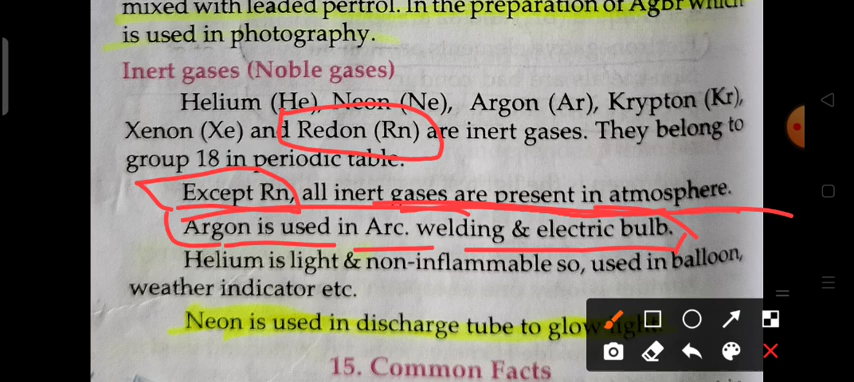 mixed with leaded pertrol. In the preparation of AgBr which
is used in photography.
Inert gases (Noble gases)
Helium (He), Neon (Ne), Argon (Ar), Krypton (Kr),
Xenon (Xe) and Redon (Rn) are inert gases. They belong to
group 18 in periodic table.
Except Rn, all inert gases are present in atmosphere.
Argon is used in Arc. welding & electric bulb.
Helium is light & non-inflammable so, used in balloon,
weather indicator etc.
Neon is used in discharge tube to glow light
15. Common Facts